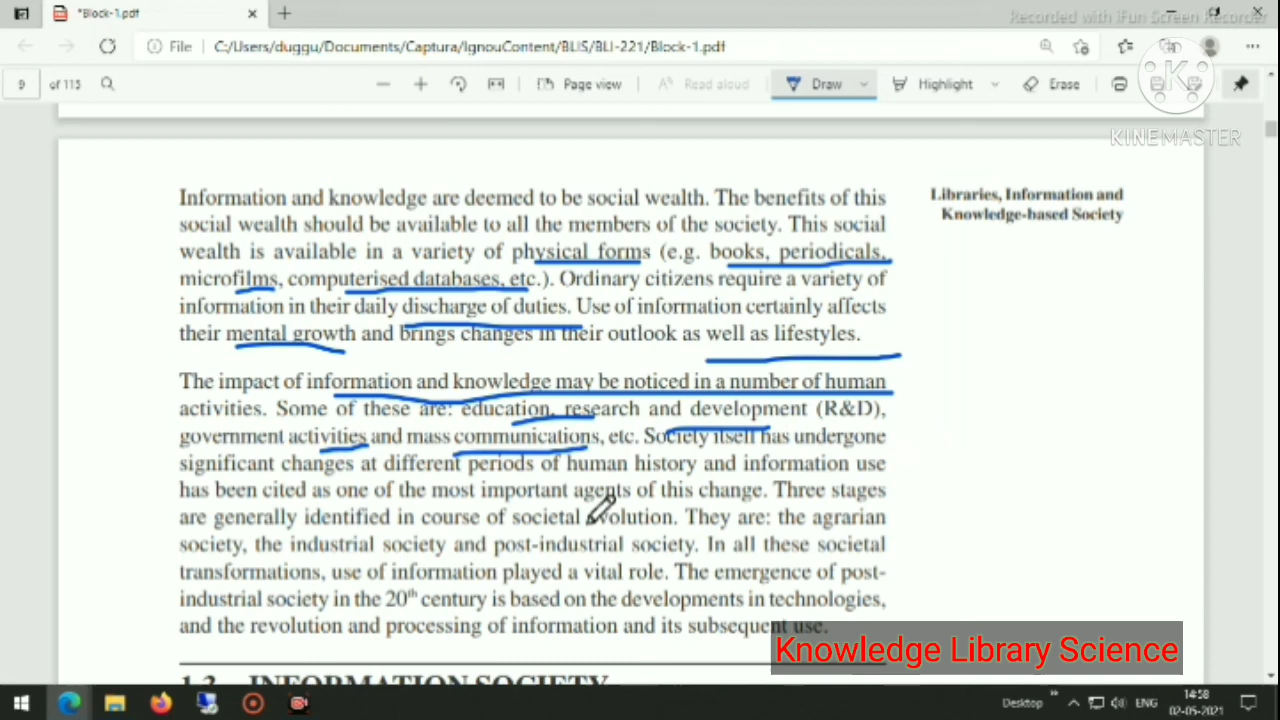 *Block-1.pdf
Recorded with iFun Screen Recorder
File C:/Users/duggu/Documents/Captura/IgnouContent/BLIS/BLI-221/Block-1.pdf
9 of 115 Page view Read aloud Draw Highlight Erase
KINEMASTER
Information and knowledge are deemed to be social wealth. The benefits of this
social wealth should be available to all the members of the society. This social
wealth is available in a variety of physical forms (e.g. books, periodicals,
microfilms, computerised databases, etc.). Ordinary citizens require a variety of
information in their daily discharge of duties. Use of information certainly affects
their mental growth and brings changes in their outlook as well as lifestyles.
Libraries, Information and
Knowledge-based Society
The impact of information and knowledge may be noticed in a number of human
activities. Some of these are: education, research and development (R&D),
government activities and mass communications, etc. Society itself has undergone
significant changes at different periods of human history and information use
has been cited as one of the most important agents of this change. Three stages
are generally identified in course of societal evolution. They are: the agrarian
society, the industrial society and post-industrial society. In all these societal
transformations, use of information played a vital role. The emergence of post-
industrial society in the 20th century is based on the developments in technologies,
and the revolution and processing of information and its subsequent use.
Knowledge Library Science
1.3 INFORMATION SOCIETY
Desktop ENG 14:58
02-05-2021